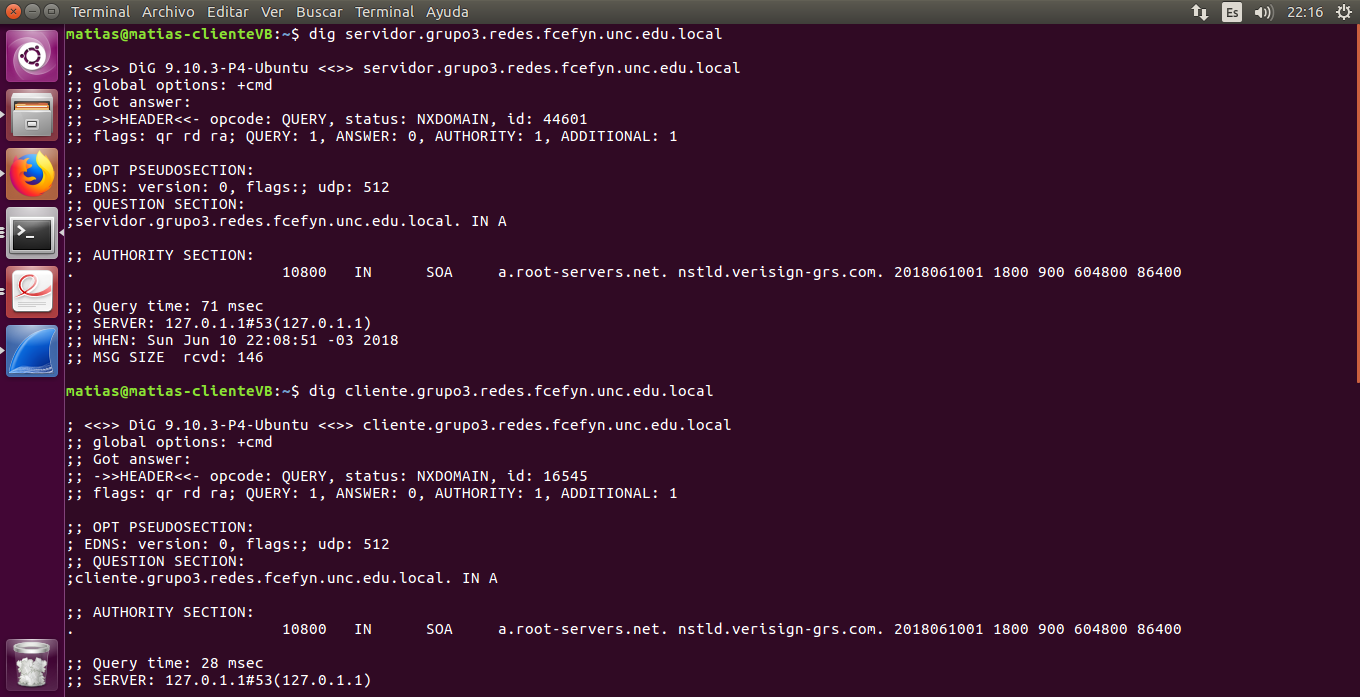 Terminal Archivo Editar Ver Buscar Terminal Ayuda Es 22:16
matias@matias-clienteVB:~$ dig servidor.grupo3.redes.fcefyn.unc.edu.local
; <<>> DiG 9.10.3-P4-Ubuntu <<>> servidor.grupo3.redes.fcefyn.unc.edu.local
;; global options: +cmd
;; Got answer:
;; ->>HEADER<<- opcode: QUERY, status: NXDOMAIN, id: 44601
;; flags: qr rd ra; QUERY: 1, ANSWER: 0, AUTHORITY: 1, ADDITIONAL: 1
;; OPT PSEUDOSECTION:
; EDNS: version: 0, flags:; udp: 512
;; QUESTION SECTION:
;servidor.grupo3.redes.fcefyn.unc.edu.local. IN A
;; AUTHORITY SECTION:
. 10800 IN SOA a.root-servers.net. nstld.verisign-grs.com. 2018061001 1800 900 604800 86400
;; Query time: 71 msec
;; SERVER: 127.0.1.1#53(127.0.1.1)
;; WHEN: Sun Jun 10 22:08:51 -03 2018
;; MSG SIZE rcvd: 146
matias@matias-clienteVB:~$ dig cliente.grupo3.redes.fcefyn.unc.edu.local
; <<>> DiG 9.10.3-P4-Ubuntu <<>> cliente.grupo3.redes.fcefyn.unc.edu.local
;; global options: +cmd
;; Got answer:
;; ->>HEADER<<- opcode: QUERY, status: NXDOMAIN, id: 16545
;; flags: qr rd ra; QUERY: 1, ANSWER: 0, AUTHORITY: 1, ADDITIONAL: 1
;; OPT PSEUDOSECTION:
; EDNS: version: 0, flags:; udp: 512
;; QUESTION SECTION:
;cliente.grupo3.redes.fcefyn.unc.edu.local. IN A
;; AUTHORITY SECTION:
. 10800 IN SOA a.root-servers.net. nstld.verisign-grs.com. 2018061001 1800 900 604800 86400
;; Query time: 28 msec
;; SERVER: 127.0.1.1#53(127.0.1.1)